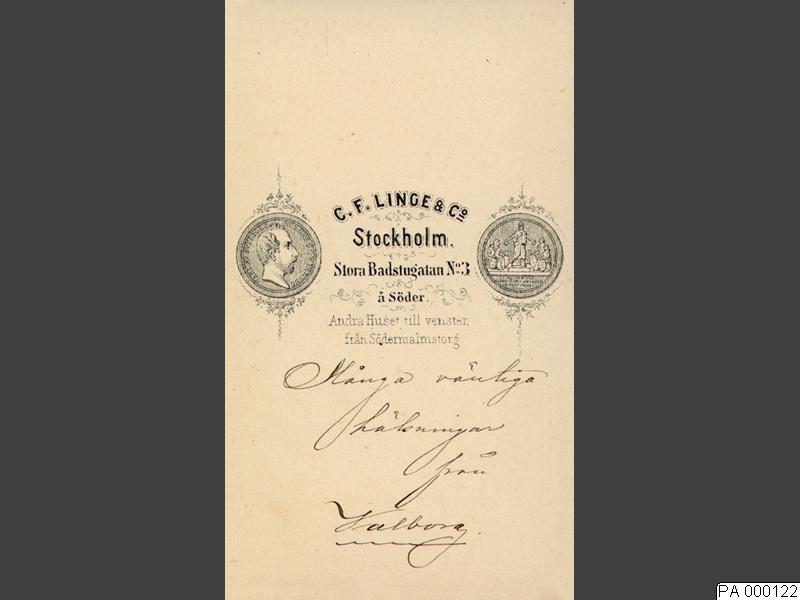 C. F. LINGE & Cº
Stockholm.
Stora Badstugatan Nº 3
å Söder.
Andra Huset till venster,
från Södermalmstorg
Många vänliga
hälsningar
från
Valborg.
PA 000122